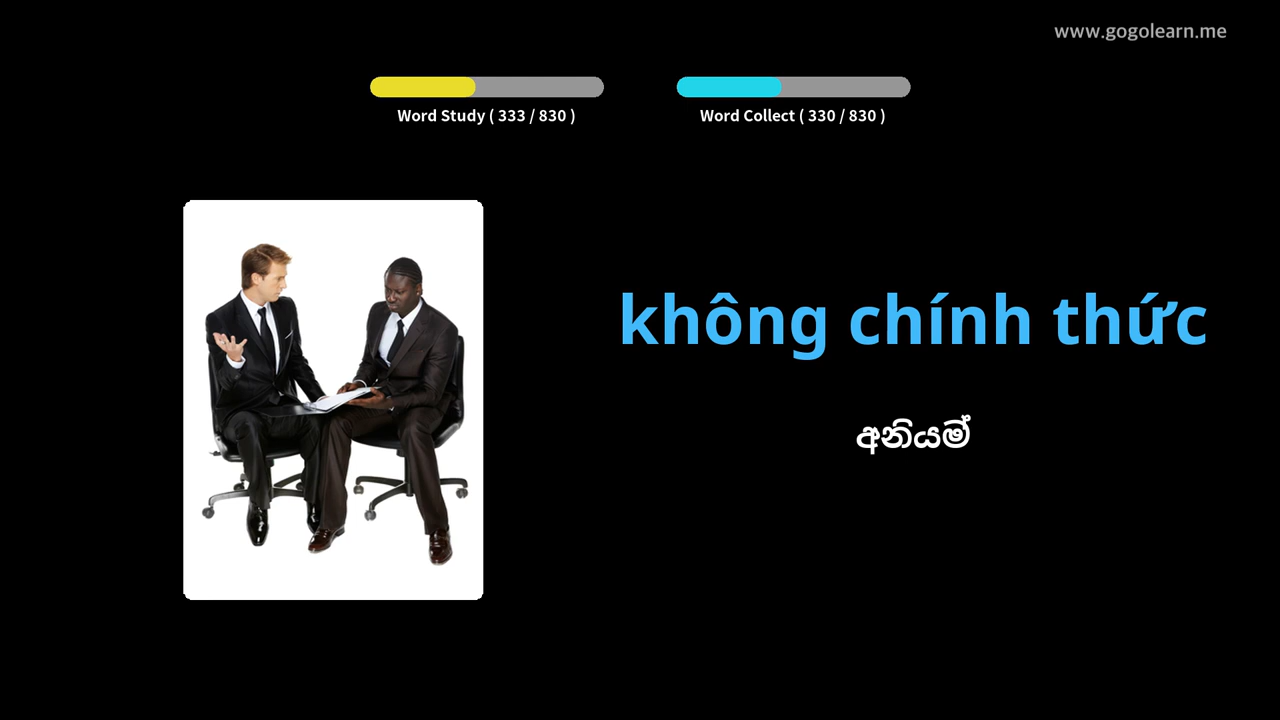 www.gogolearn.me
Word Study ( 333 / 830 )
Word Collect ( 330 / 830 )
không chính thức
අනියම්